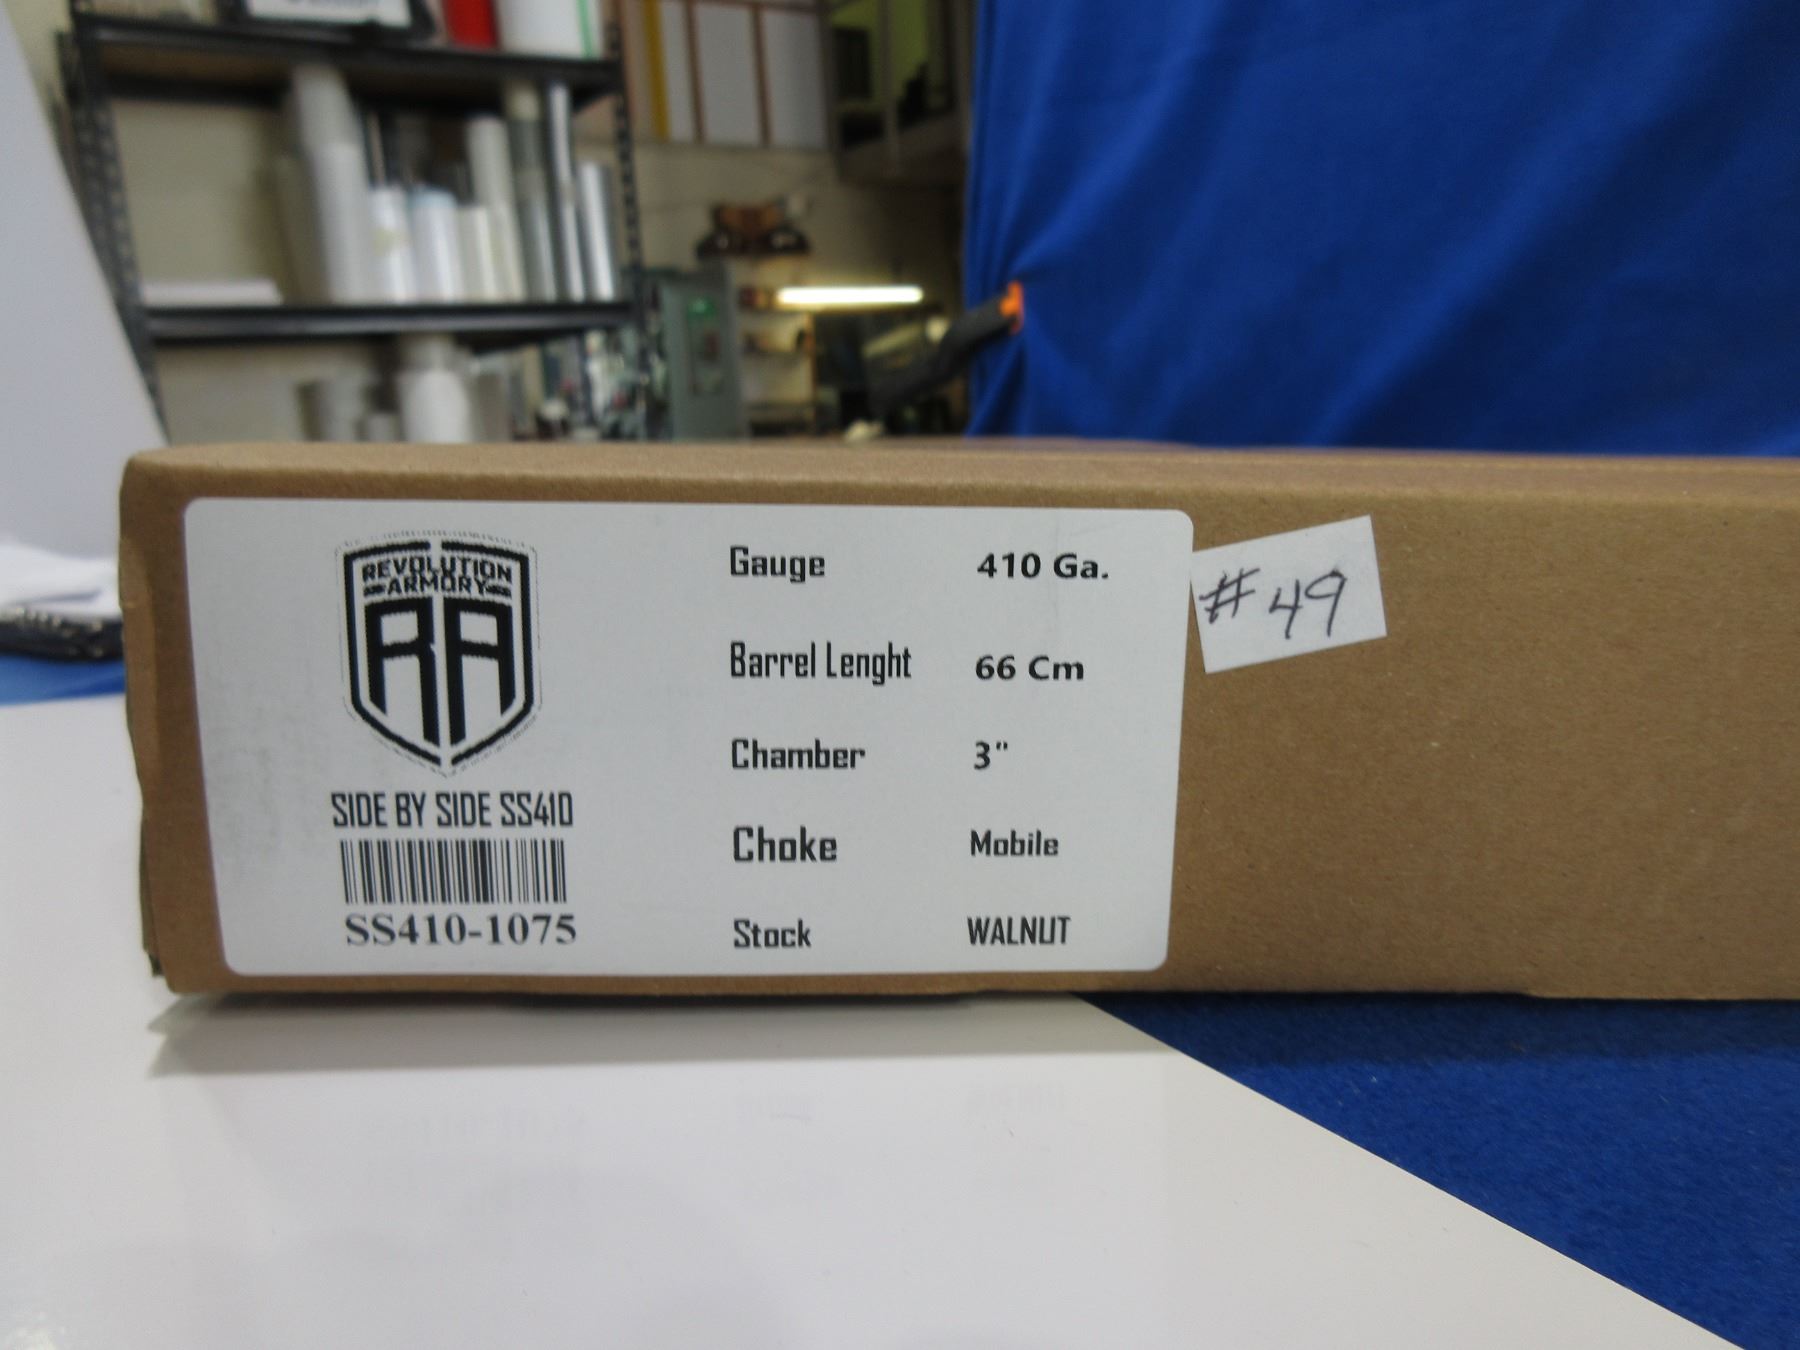 REVOLUTION
ARMORY
RA
SIDE BY SIDE SS410
SS410-1075
Gauge 410 Ga.
Barrel Lenght 66 Cm
Chamber 3"
Choke Mobile
Stock WALNUT
# 49